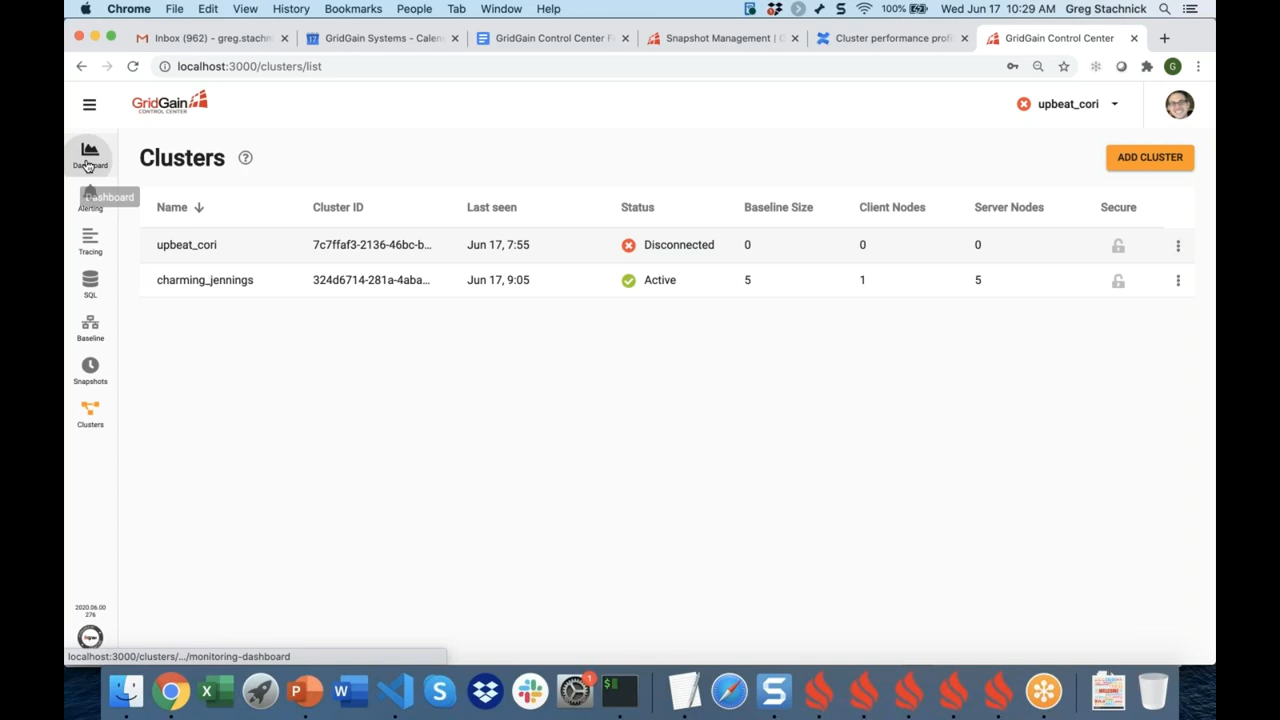 Chrome File Edit View History Bookmarks People Tab Window Help 100% Wed Jun 17 10:29 AM Greg Stachnick
Inbox (962) - greg.stachn
GridGain Systems - Calen
GridGain Control Center F
Snapshot Management |
Cluster performance prof
GridGain Control Center
localhost:3000/clusters/list
G
GridGain
CONTROL CENTER
upbeat_cori
Dashboard
Dashboard
Alerting
Tracing
SQL
Baseline
Snapshots
Clusters
2020.06.00
276
Clusters ?
ADD CLUSTER
Name Cluster ID Last seen Status Baseline Size Client Nodes Server Nodes Secure
upbeat_cori 7c7ffaf3-2136-46bc-b... Jun 17, 7:55 Disconnected 0 0 0
charming_jennings 324d6714-281a-4aba... Jun 17, 9:05 Active 5 1 5
localhost:3000/clusters/.../monitoring-dashboard